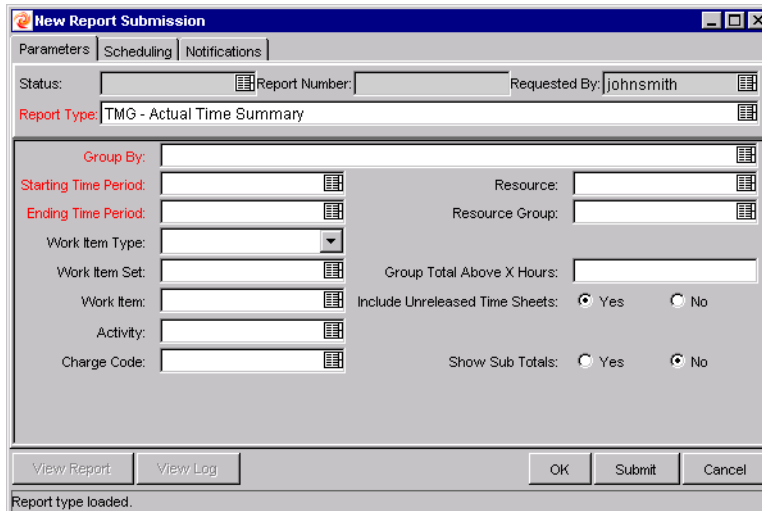 New Report Submission
Parameters Scheduling Notifications
Status: Report Number: Requested By: johnsmith
Report Type: TMG - Actual Time Summary
Group By:
Starting Time Period: Resource:
Ending Time Period: Resource Group:
Work Item Type:
Work Item Set: Group Total Above X Hours:
Work Item: Include Unreleased Time Sheets: Yes No
Activity:
Charge Code: Show Sub Totals: Yes No
View Report View Log OK Submit Cancel
Report type loaded.